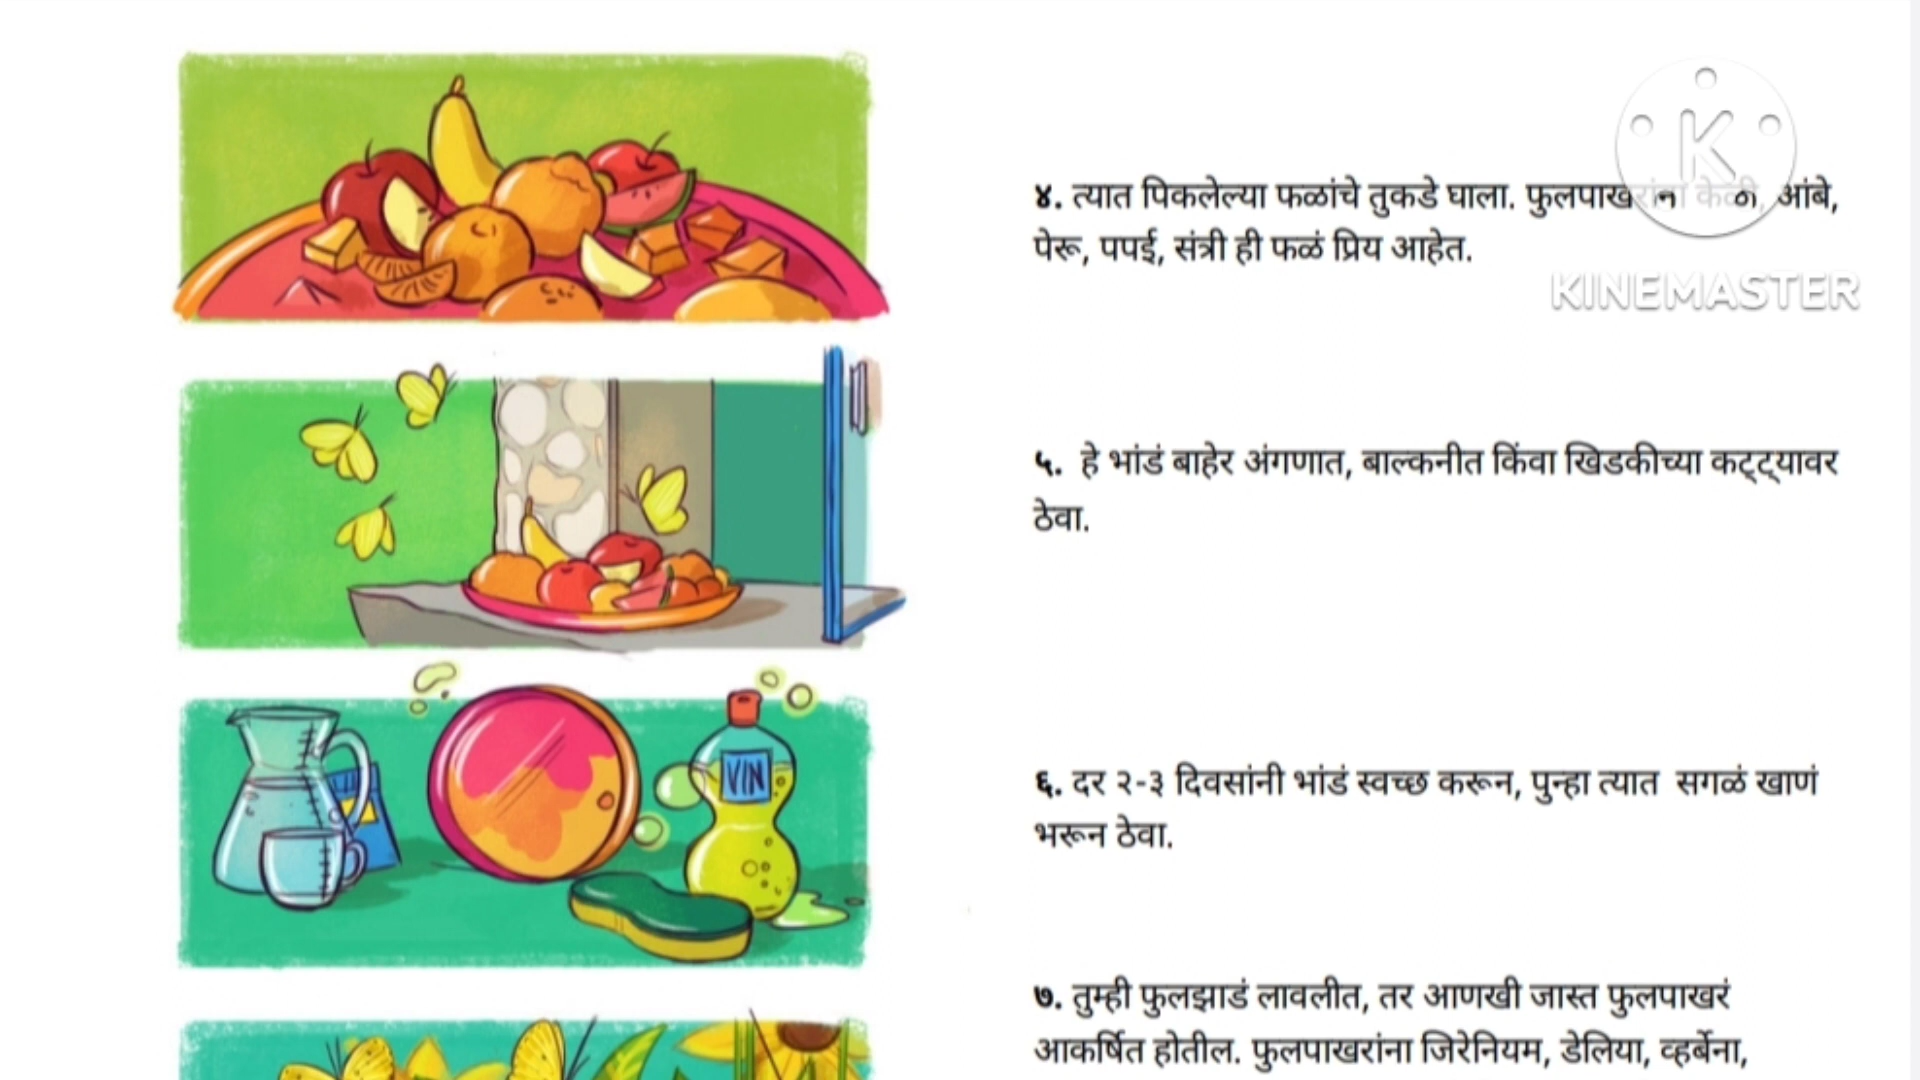 ४. त्यात पिकलेल्या फळांचे तुकडे घाला. फुलपाखरांना केळी, आंबे,
पेरू, पपई, संत्री ही फळं प्रिय आहेत.
K
KINEMASTER
५. हे भांडं बाहेर अंगणात, बाल्कनीत किंवा खिडकीच्या कट्ट्यावर
ठेवा.
VIN
६. दर २-३ दिवसांनी भांडं स्वच्छ करून, पुन्हा त्यात सगळं खाणं
भरून ठेवा.
७. तुम्ही फुलझाडं लावलीत, तर आणखी जास्त फुलपाखरं
आकर्षित होतील. फुलपाखरांना जिरेनियम, डेलिया, व्हर्बेना,